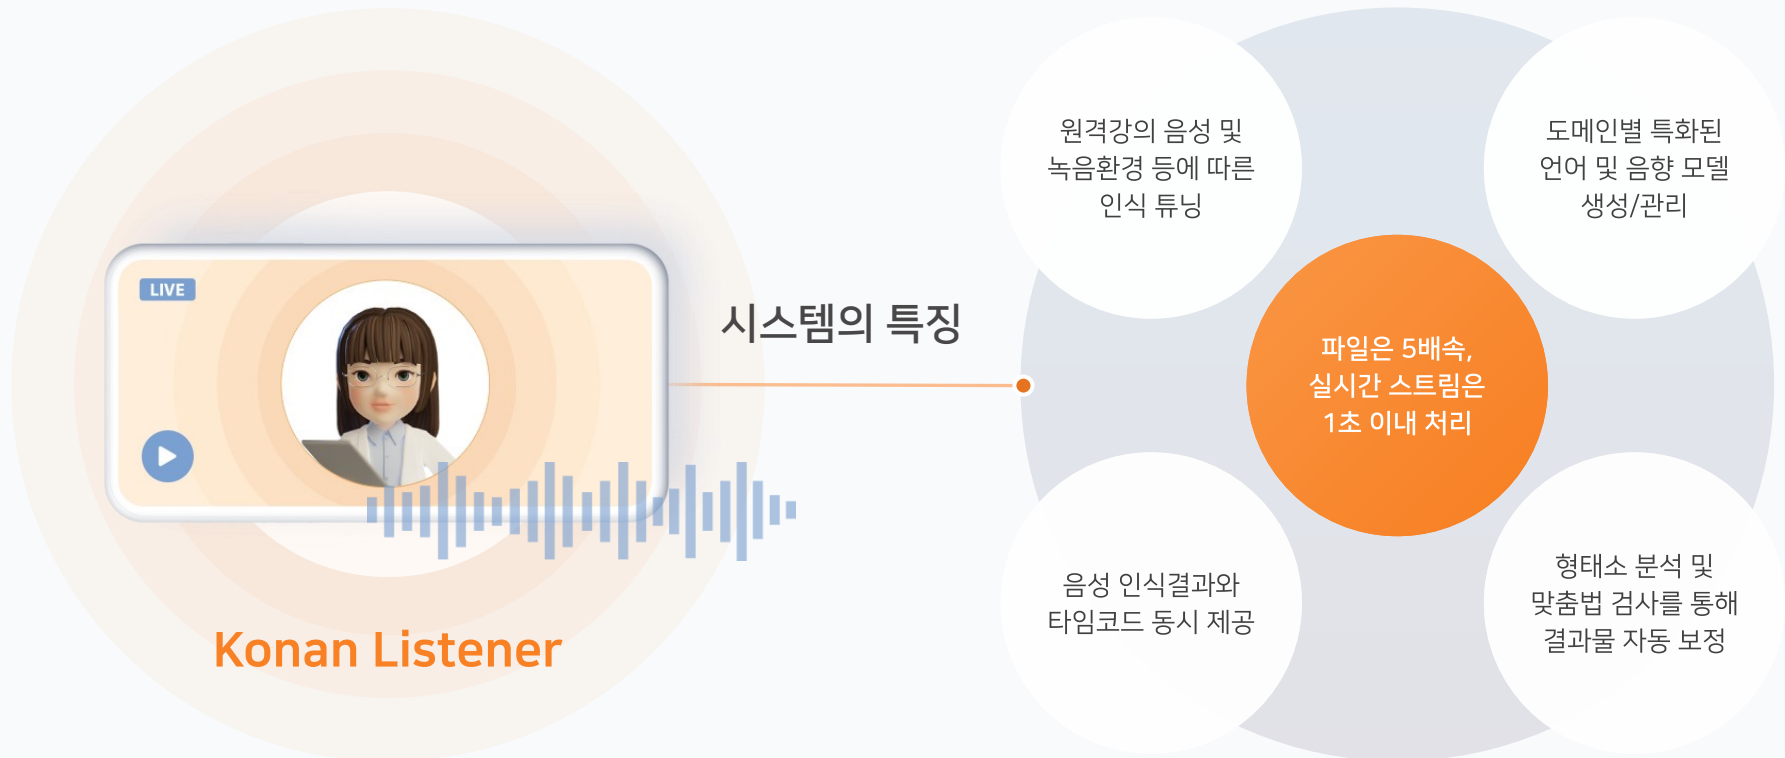 LIVE
Konan Listener
시스템의 특징
원격강의 음성 및
녹음환경 등에 따른
인식 튜닝
도메인별 특화된
언어 및 음향 모델
생성/관리
파일은 5배속,
실시간 스트림은
1초 이내 처리
음성 인식결과와
타임코드 동시 제공
형태소 분석 및
맞춤법 검사를 통해
결과물 자동 보정